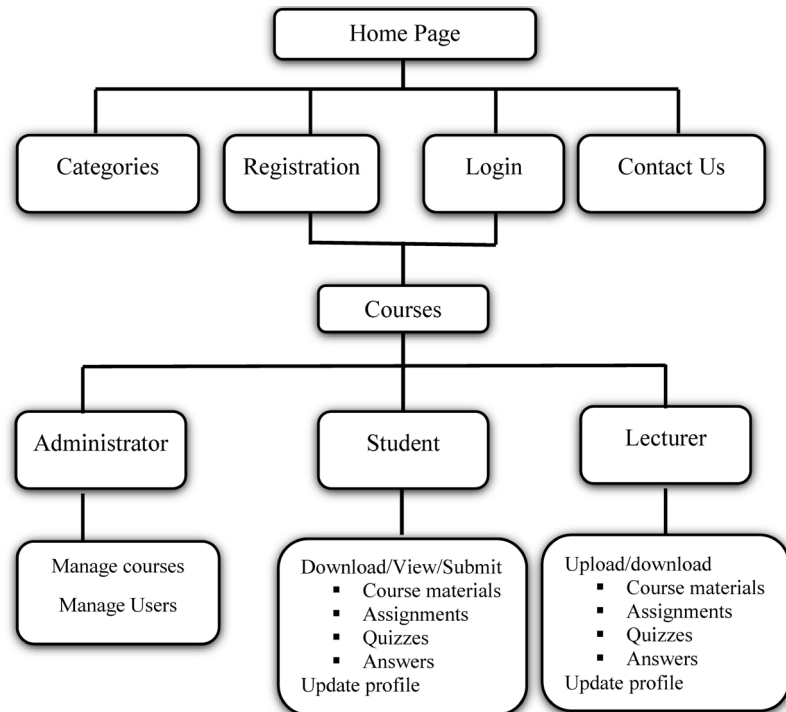 Home Page
Categories
Registration
Login
Contact Us
Courses
Administrator
Student
Lecturer
Manage courses
Manage Users
Download/View/Submit
▪ Course materials
▪ Assignments
▪ Quizzes
▪ Answers
Update profile
Upload/download
▪ Course materials
▪ Assignments
▪ Quizzes
▪ Answers
Update profile